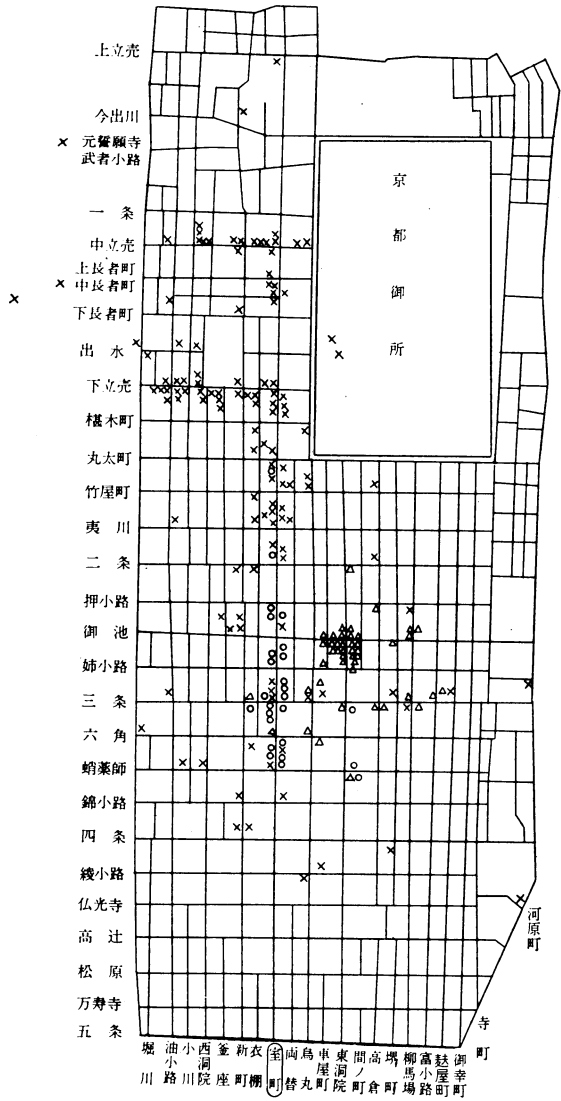 上立売
今出川
元誓願寺
武者小路
一条
中立売
上長者町
中長者町
下長者町
出水
下立売
椹木町
丸太町
竹屋町
夷川
二条
押小路
御池
姉小路
三条
六角
蛸薬師
錦小路
四条
綾小路
仏光寺
高辻
松原
万寿寺
五条
京都御所
堀川
油小路
小川
西洞院
釜座
新町
衣棚
室町
両替
烏丸
車屋町
東洞院
間ノ町
高倉
堺町
柳馬場
富小路
麩屋町
御幸町
寺町
河原町